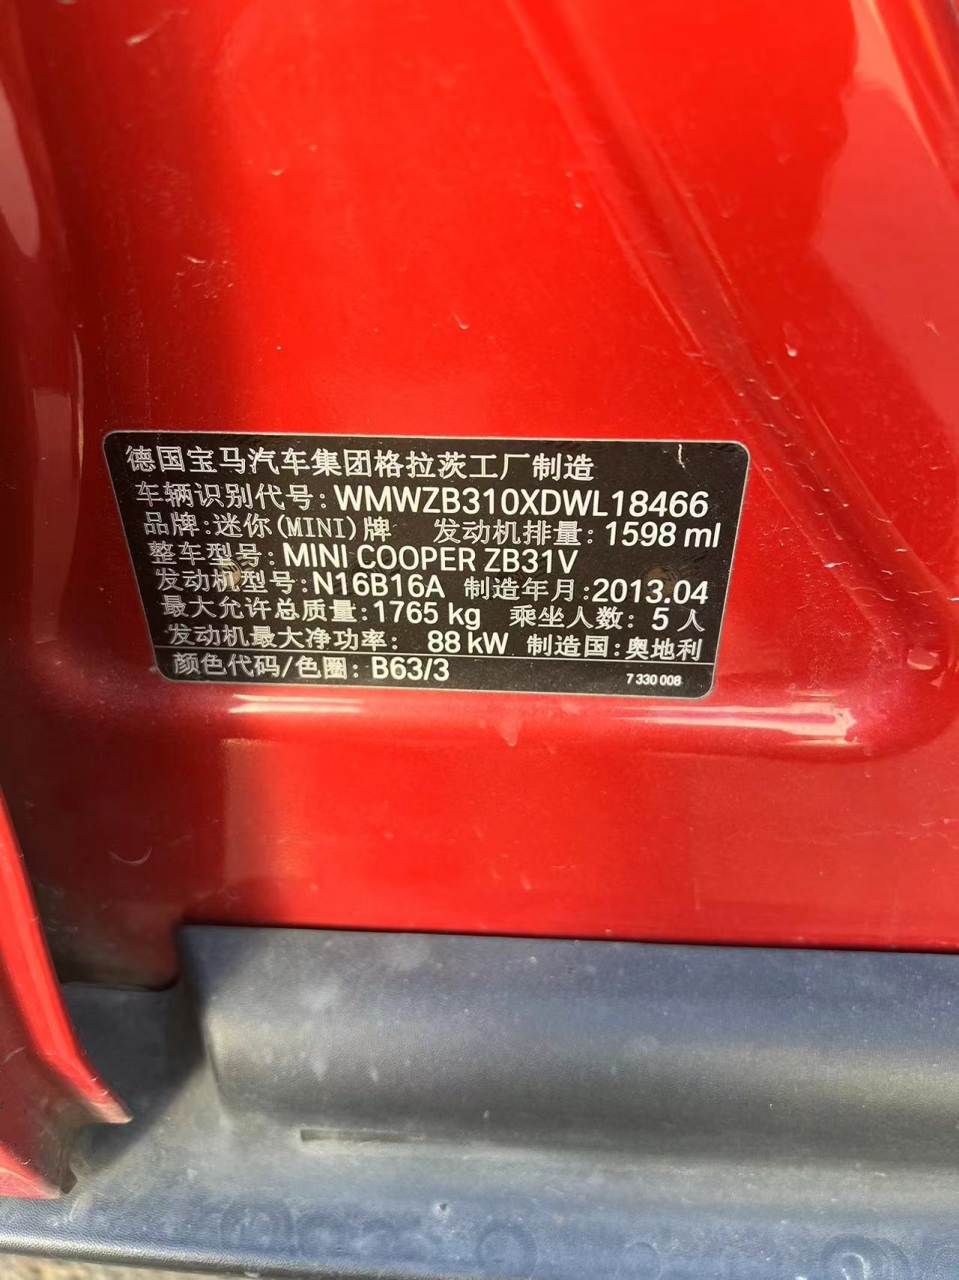 德国宝马汽车集团格拉茨工厂制造
车辆识别代号: WMWZB310XDWL18466
品牌: 迷你(MINI)牌 发动机排量: 1598 ml
整车型号: MINI COOPER ZB31V
发动机型号: N16B16A 制造年月: 2013.04
最大允许总质量: 1765 kg 乘坐人数: 5 人
发动机最大净功率: 88 kW 制造国: 奥地利
颜色代码/色圈: B63/3 7 330 008